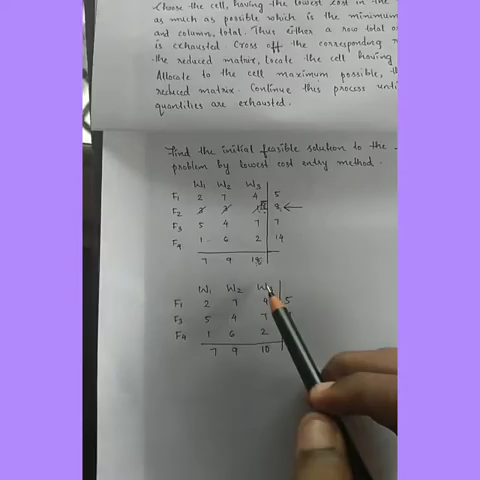 Choose the cell, having the lowest cost in the
as much as possible which is the minimum
and column, total. Thus either a row total o
is exhausted Cross off the corresponding
the reduced matrix, Locate the cell having
Allocate to the cell maximum possible, th
reduced matrix. Continue this process unti
quantities are exhausted.
Find the initial feasible solution to the
problem by lowest cost entry method.
W1 W2 W3
F1 2 7 4 5
F2 3 3 1 8 ←
F3 5 4 7 7
F4 1 6 2 14
7 9 18
W1 W2 W
F1 2 7 4 5
F3 5 4 7
F4 1 6 2
7 9 10